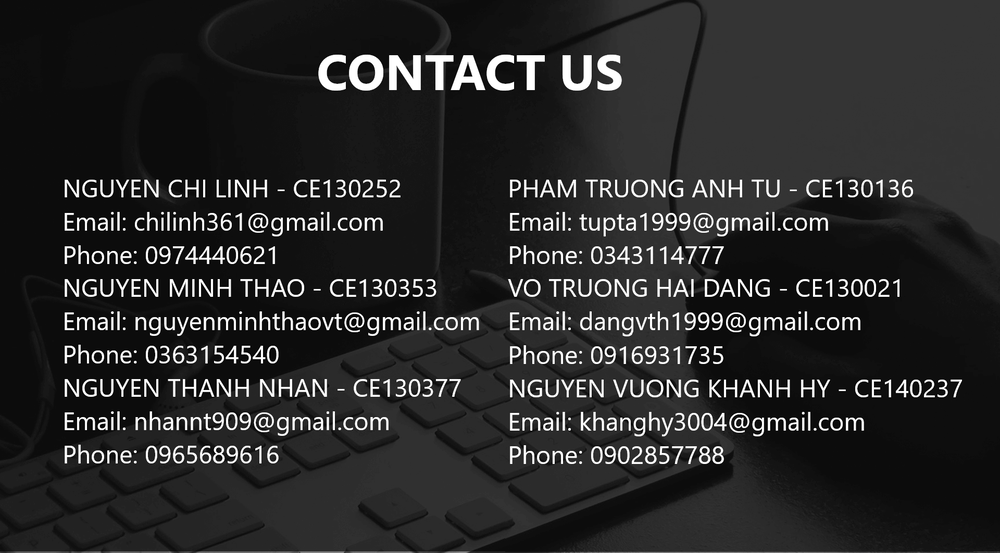 CONTACT US
NGUYEN CHI LINH - CE130252
Email: chilinh361@gmail.com
Phone: 0974440621
NGUYEN MINH THAO - CE130353
Email: nguyenminhthaovt@gmail.com
Phone: 0363154540
NGUYEN THANH NHAN - CE130377
Email: nhannt909@gmail.com
Phone: 0965689616
PHAM TRUONG ANH TU - CE130136
Email: tupta1999@gmail.com
Phone: 0343114777
VO TRUONG HAI DANG - CE130021
Email: dangvth1999@gmail.com
Phone: 0916931735
NGUYEN VUONG KHANH HY - CE140237
Email: khanghy3004@gmail.com
Phone: 0902857788